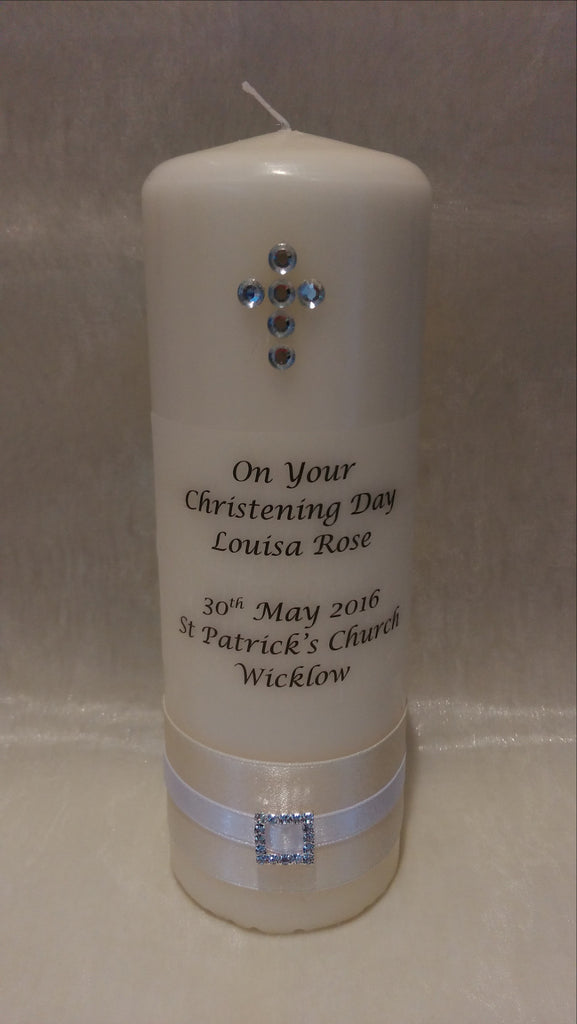 On Your
Christening Day
Louisa Rose
30th May 2016
St Patrick's Church
Wicklow